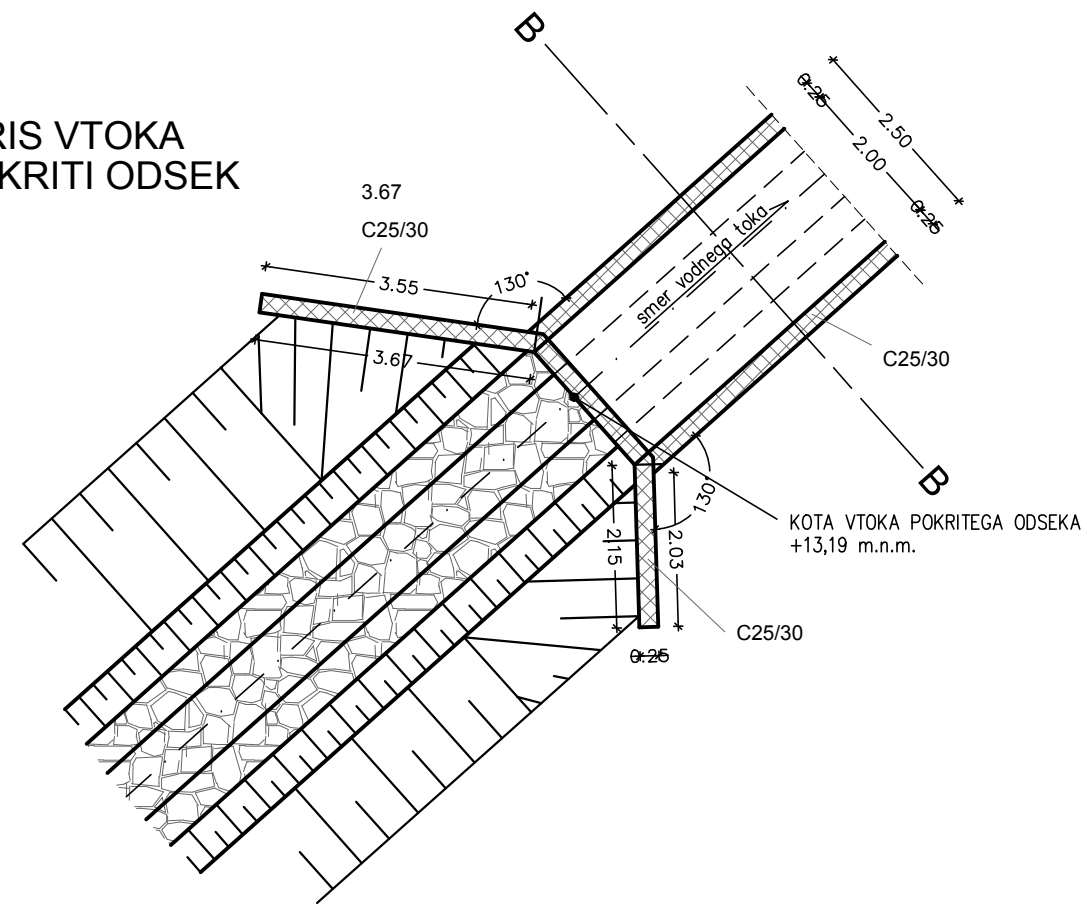 B
RIS VTOKA
KRITI ODSEK
0.25
2.50
2.00
0.25
3.67
C25/30
smer vodnega toka
3.55
130°
3.67
C25/30
B
130°
KOTA VTOKA POKRITEGA ODSEKA
+13,19 m.n.m.
2.15
2.03
C25/30
0.25